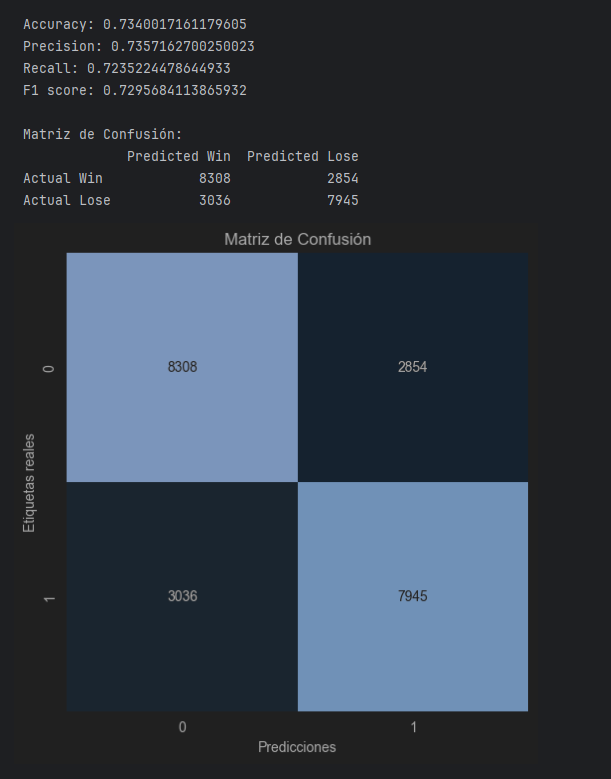 Accuracy: 0.7340017161179605
Precision: 0.7357162700250023
Recall: 0.7235224478644933
F1 score: 0.7295684113865932
Matriz de Confusión:
Predicted Win Predicted Lose
Actual Win 8308 2854
Actual Lose 3036 7945
Matriz de Confusión
0 8308 2854
Etiquetas reales
1 3036 7945
0 1
Predicciones